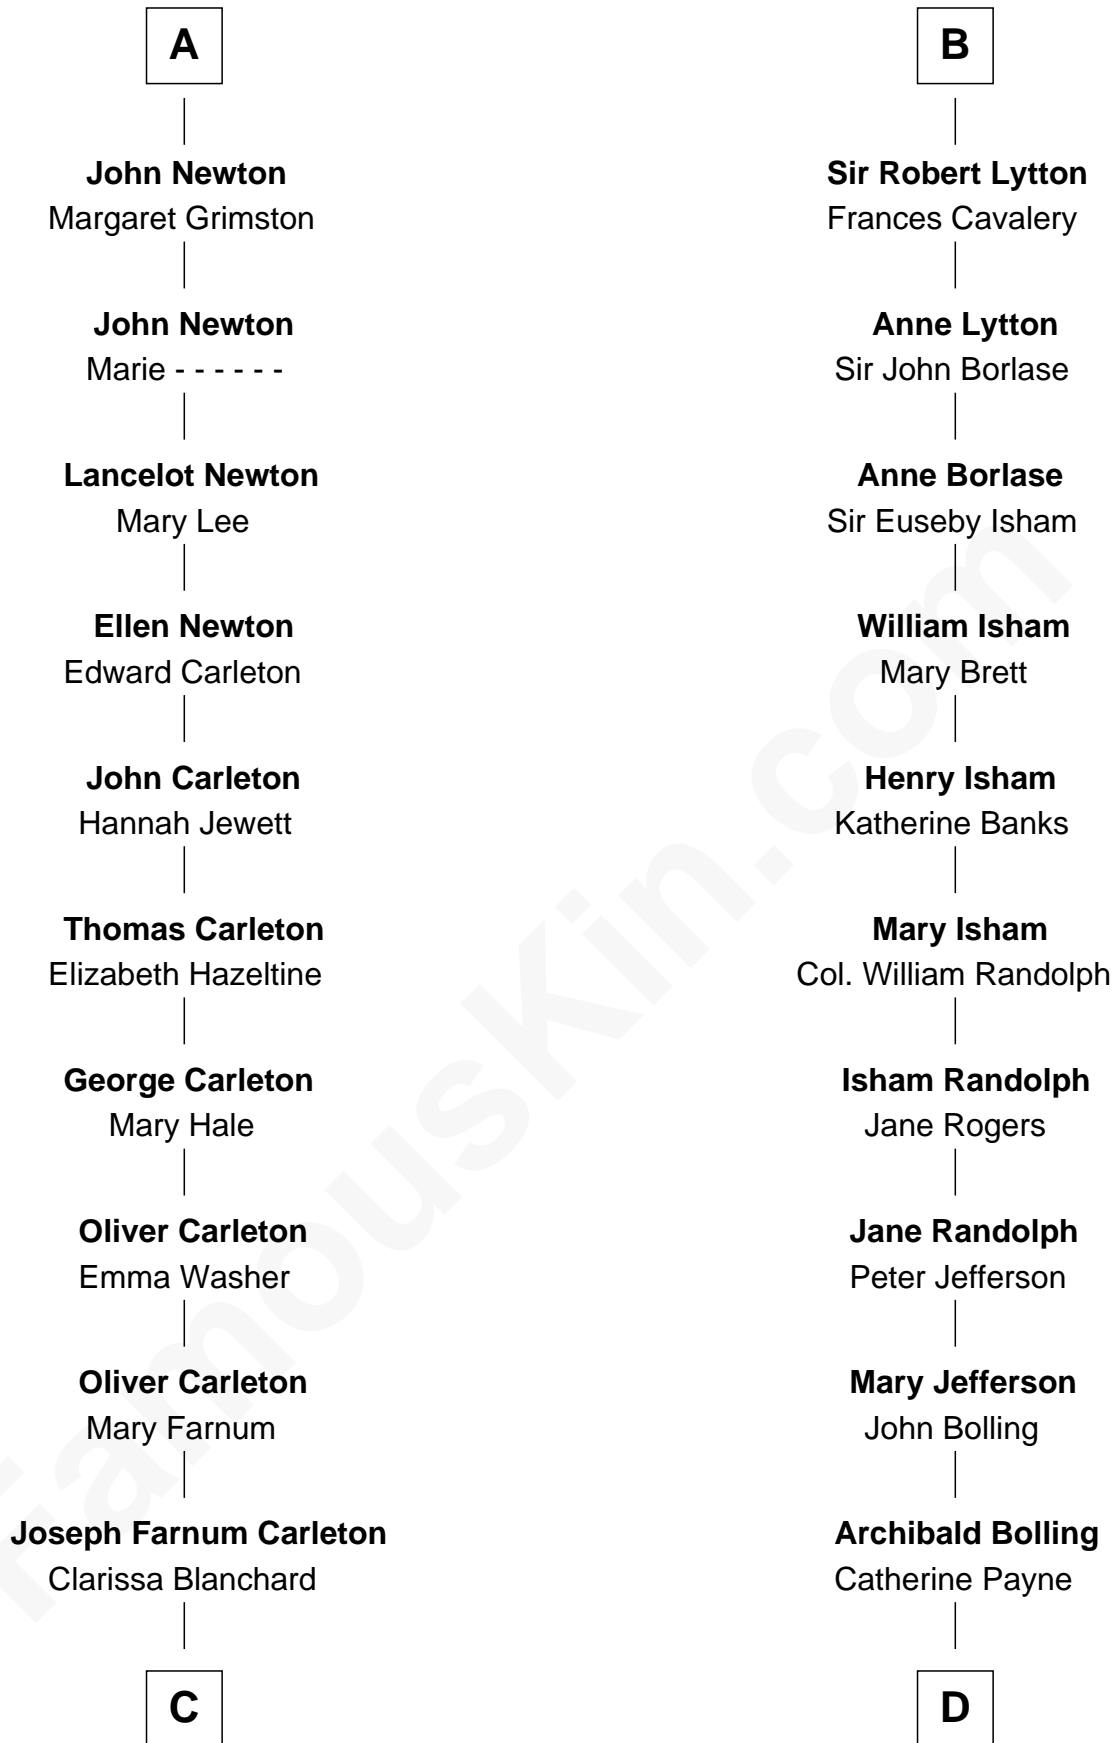 A
John Newton
Margaret Grimston
John Newton
Marie - - - - - -
Lancelot Newton
Mary Lee
Ellen Newton
Edward Carleton
John Carleton
Hannah Jewett
Thomas Carleton
Elizabeth Hazeltine
George Carleton
Mary Hale
Oliver Carleton
Emma Washer
Oliver Carleton
Mary Farnum
Joseph Farnum Carleton
Clarissa Blanchard
C
B
Sir Robert Lytton
Frances Cavalery
Anne Lytton
Sir John Borlase
Anne Borlase
Sir Euseby Isham
William Isham
Mary Brett
Henry Isham
Katherine Banks
Mary Isham
Col. William Randolph
Isham Randolph
Jane Rogers
Jane Randolph
Peter Jefferson
Mary Jefferson
John Bolling
Archibald Bolling
Catherine Payne
D
FamousKin.com